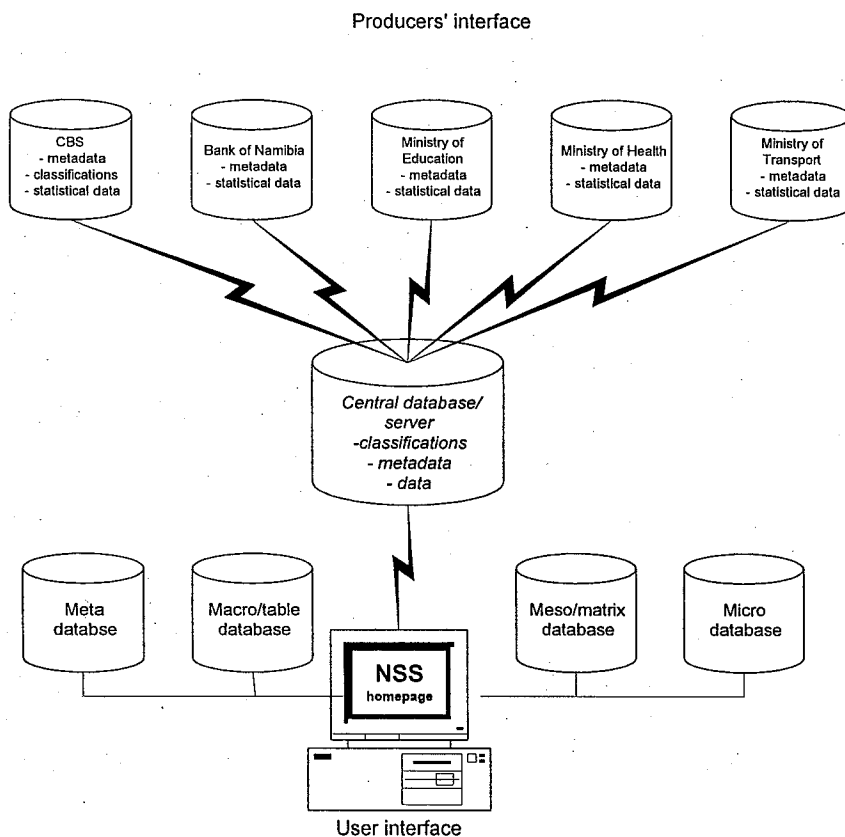 Producers' interface
CBS
- metadata
- classifications
- statistical data
Bank of Namibia
- metadata
- statistical data
Ministry of
Education
- metadata
- statistical data
Ministry of Health
- metadata
- statistical data
Ministry of
Transport
- metadata
- statistical data
Central database/
server
-classifications
- metadata
- data
Meta
databse
Macro/table
database
Meso/matrix
database
Micro
database
NSS
homepage
User interface